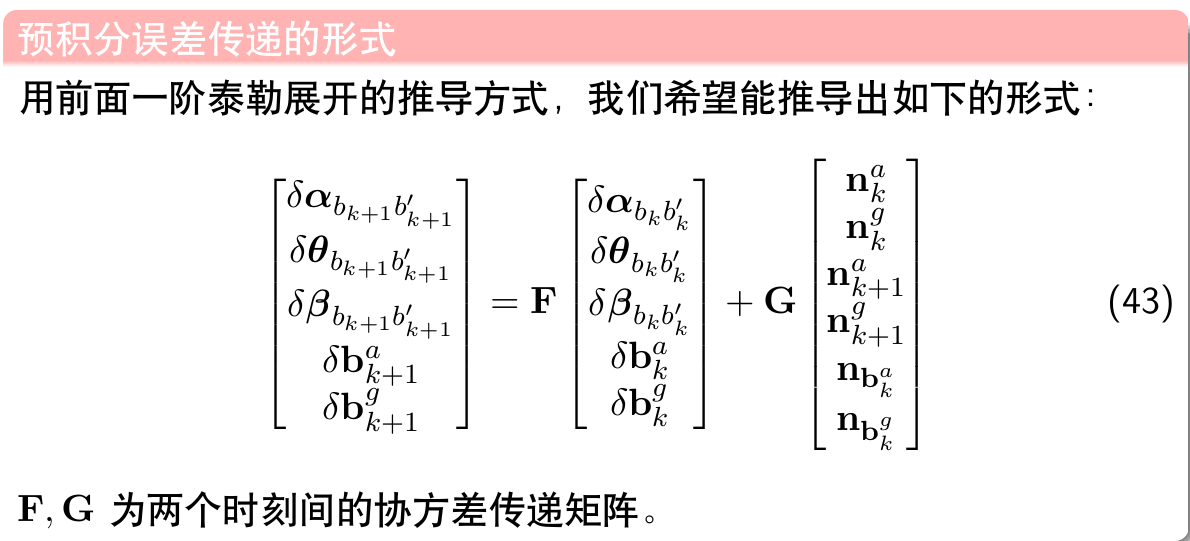 预积分误差传递的形式
用前面一阶泰勒展开的推导方式，我们希望能推导出如下的形式：
$$\begin{bmatrix} \delta\boldsymbol{\alpha}_{b_{k+1}b'_{k+1}} \\ \delta\boldsymbol{\theta}_{b_{k+1}b'_{k+1}} \\ \delta\boldsymbol{\beta}_{b_{k+1}b'_{k+1}} \\ \delta\mathbf{b}^a_{k+1} \\ \delta\mathbf{b}^g_{k+1} \end{bmatrix} = \mathbf{F} \begin{bmatrix} \delta\boldsymbol{\alpha}_{b_k b'_k} \\ \delta\boldsymbol{\theta}_{b_k b'_k} \\ \delta\boldsymbol{\beta}_{b_k b'_k} \\ \delta\mathbf{b}^a_k \\ \delta\mathbf{b}^g_k \end{bmatrix} + \mathbf{G} \begin{bmatrix} \mathbf{n}^a_k \\ \mathbf{n}^g_k \\ \mathbf{n}^a_{k+1} \\ \mathbf{n}^g_{k+1} \\ \mathbf{n}_{\mathbf{b}^a_k} \\ \mathbf{n}_{\mathbf{b}^g_k} \end{bmatrix} \quad (43)$$
F, G 为两个时刻间的协方差传递矩阵。